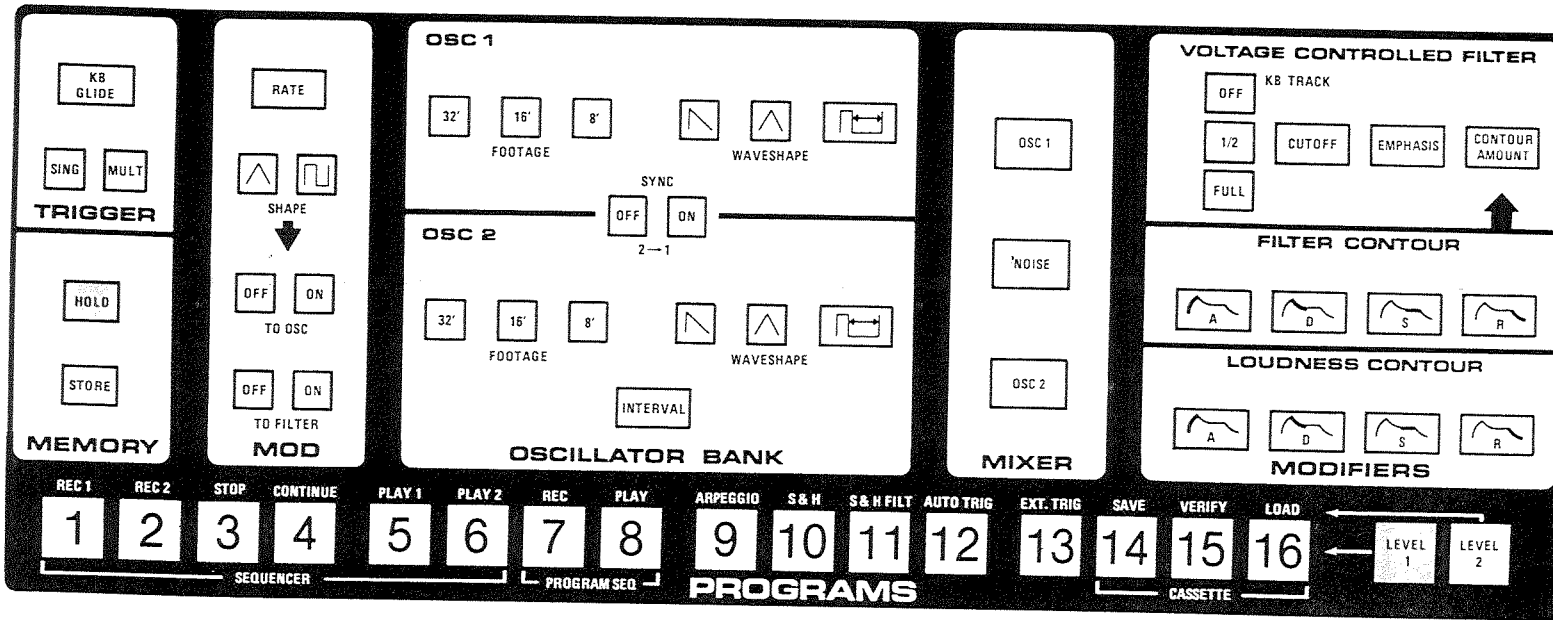 KB
GLIDE
SING MULT
TRIGGER
HOLD
STORE
MEMORY
RATE
SHAPE
OFF ON
TO OSC
OFF ON
TO FILTER
MOD
OSC 1
32' 16' 8'
FOOTAGE WAVESHAPE
SYNC
OFF ON
2→1
OSC 2
32' 16' 8'
FOOTAGE WAVESHAPE
INTERVAL
OSCILLATOR BANK
OSC 1
NOISE
OSC 2
MIXER
VOLTAGE CONTROLLED FILTER
OFF KB TRACK
1/2 CUTOFF EMPHASIS CONTOUR
AMOUNT
FULL
FILTER CONTOUR
A D S R
LOUDNESS CONTOUR
A D S R
MODIFIERS
REC 1 REC 2 STOP CONTINUE PLAY 1 PLAY 2 REC PLAY ARPEGGIO S & H S & H FILT AUTO TRIG EXT. TRIG SAVE VERIFY LOAD
1 2 3 4 5 6 7 8 9 10 11 12 13 14 15 16
LEVEL
1
LEVEL
2
SEQUENCER PROGRAM SEQ PROGRAMS CASSETTE